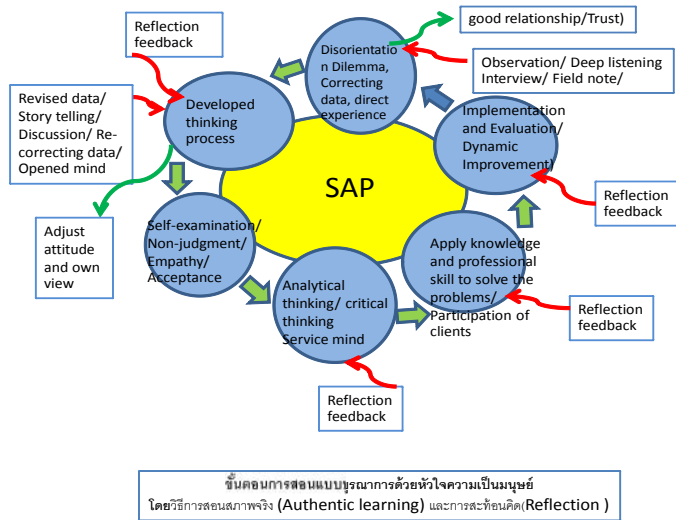 Reflection
feedback
good relationship/Trust)
Disorientatio
n Dilemma,
Correcting
data, direct
experience
Observation/ Deep listening
Interview/ Field note/
Revised data/
Story telling/
Discussion/ Re-
correcting data/
Opened mind
Developed
thinking
process
Implementation
and Evaluation/
Dynamic
Improvement)
SAP
Reflection
feedback
Adjust
attitude
and own
view
Self-examination/
Non-judgment/
Empathy/
Acceptance
Analytical
thinking/ critical
thinking
Service mind
Apply knowledge
and professional
skill to solve the
problems/
Participation of
clients
Reflection
feedback
Reflection
feedback
ขั้นตอนการสอนแบบบูรณาการด้วยหัวใจความเป็นมนุษย์
โดยวิธีการสอนสภาพจริง (Authentic learning) และการสะท้อนคิด(Reflection )